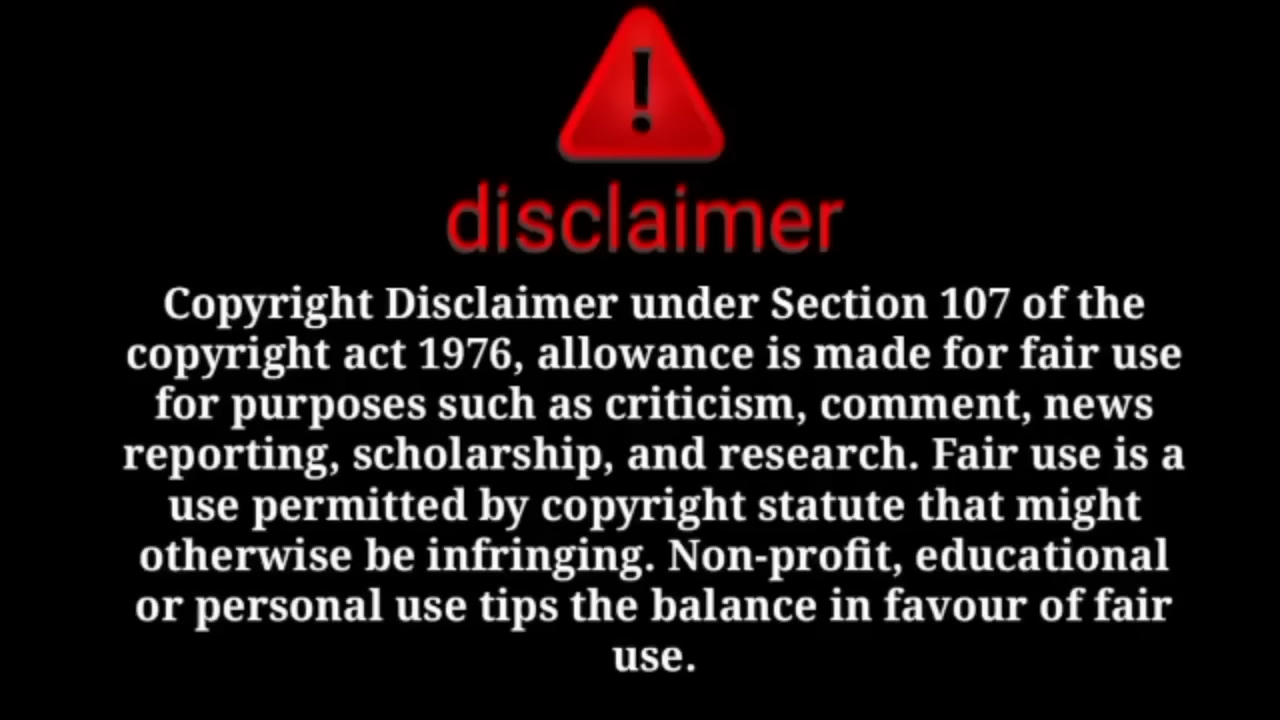 !
disclaimer
Copyright Disclaimer under Section 107 of the
copyright act 1976, allowance is made for fair use
for purposes such as criticism, comment, news
reporting, scholarship, and research. Fair use is a
use permitted by copyright statute that might
otherwise be infringing. Non-profit, educational
or personal use tips the balance in favour of fair
use.